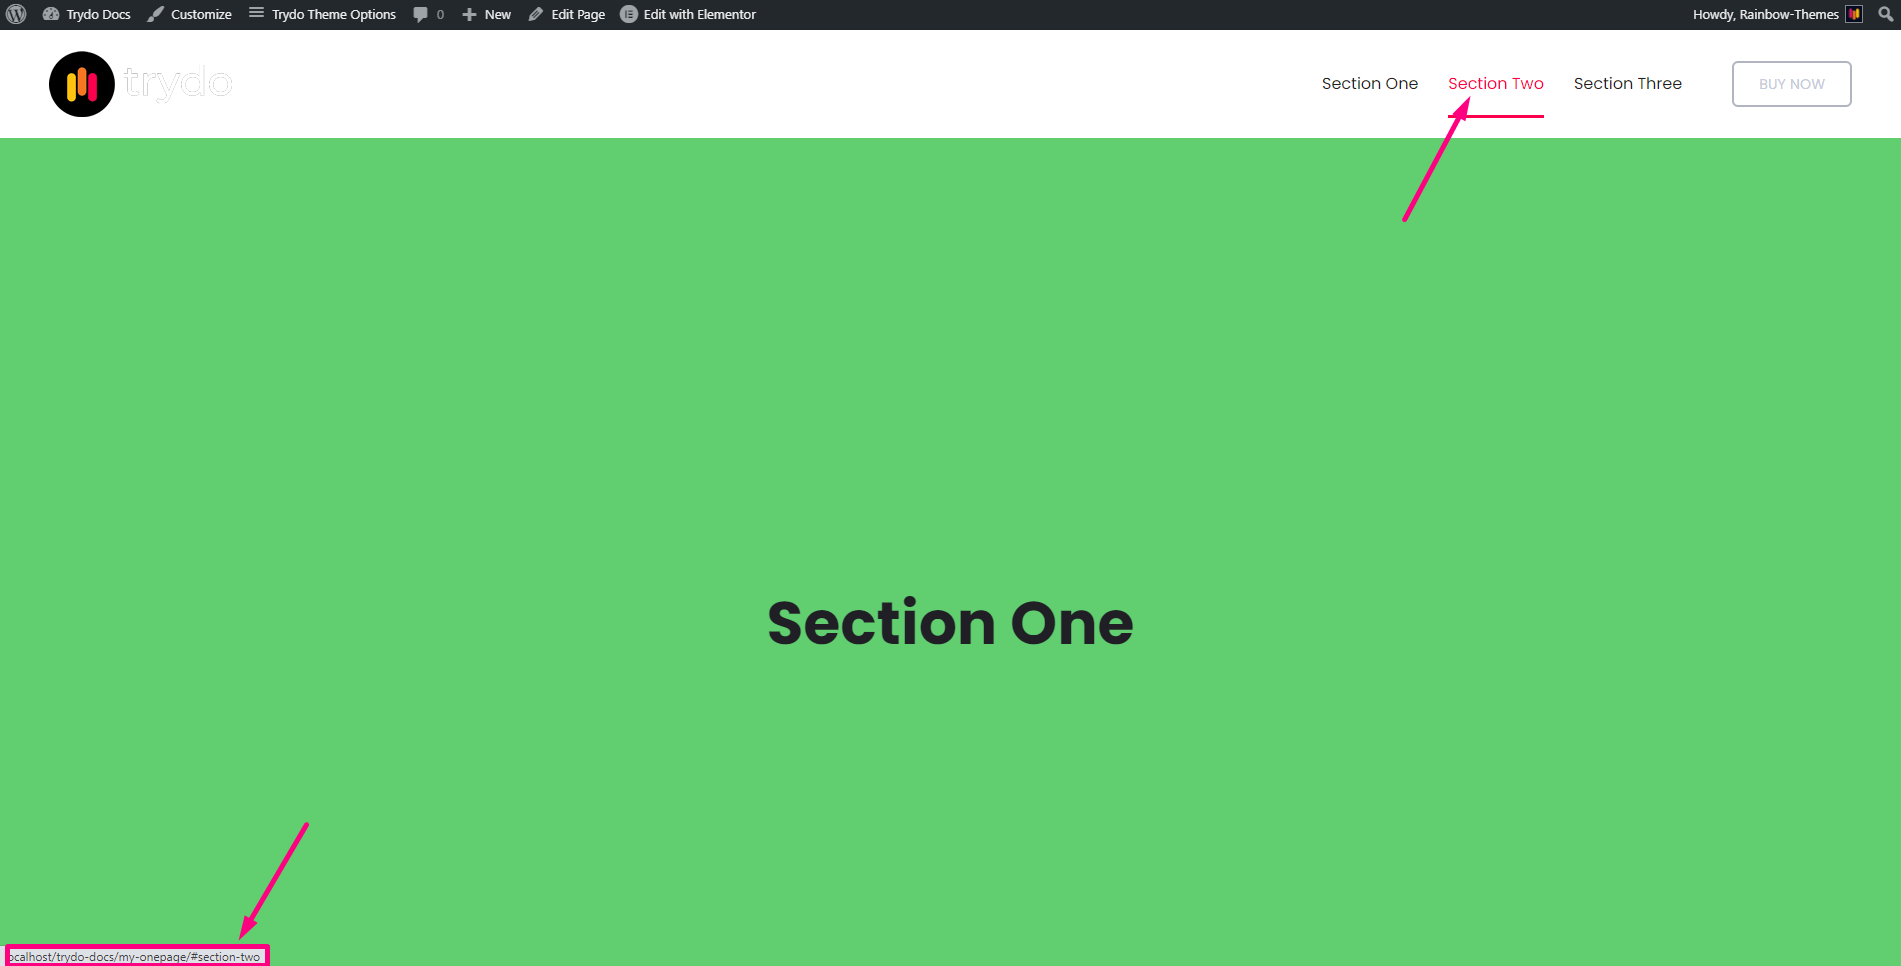 Trydo Docs Customize Trydo Theme Options 0 New Edit Page Edit with Elementor Howdy, Rainbow-Themes
trydo Section One Section Two Section Three BUY NOW
Section One
ocalhost/trydo-docs/my-onepage/#section-two